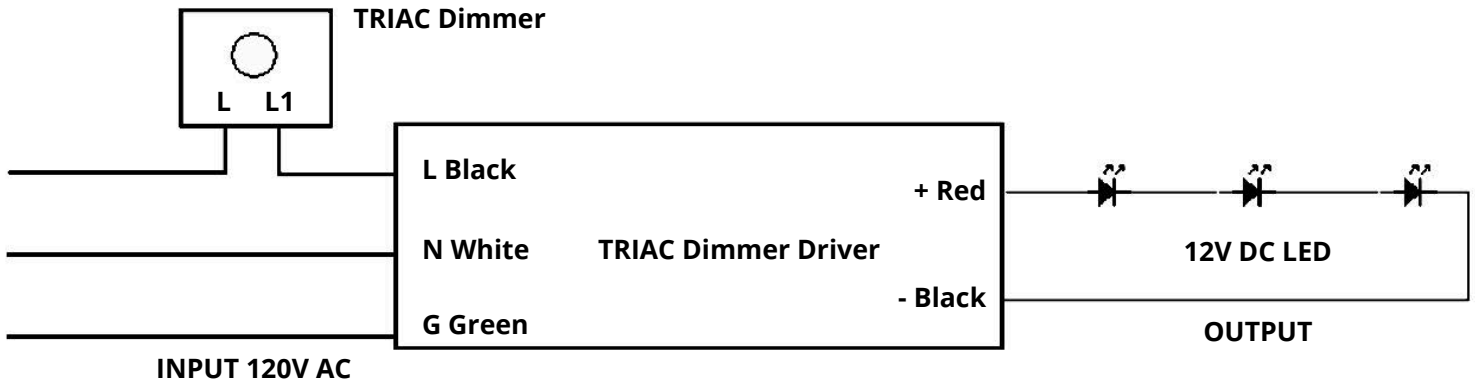 TRIAC Dimmer
L L1
L Black
+ Red
N White
TRIAC Dimmer Driver
12V DC LED
- Black
G Green
OUTPUT
INPUT 120V AC